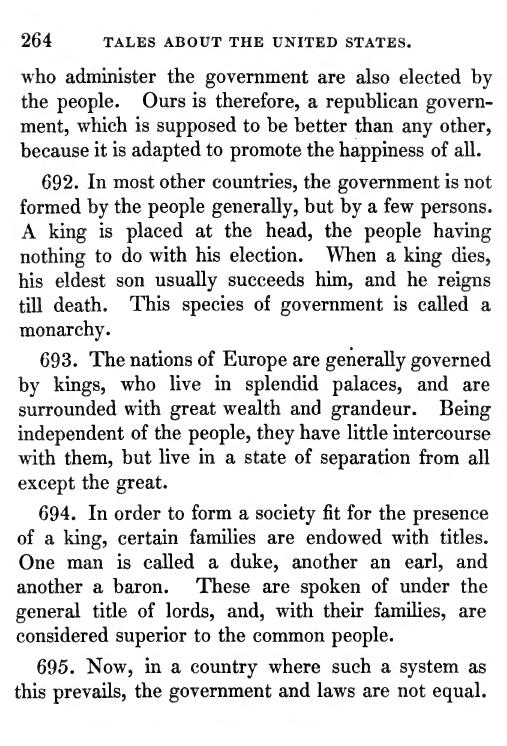 264 TALES ABOUT THE UNITED STATES.
who administer the government are also elected by
the people. Ours is therefore, a republican govern-
ment, which is supposed to be better than any other,
because it is adapted to promote the happiness of all.
692. In most other countries, the government is not
formed by the people generally, but by a few persons.
A king is placed at the head, the people having
nothing to do with his election. When a king dies,
his eldest son usually succeeds him, and he reigns
till death. This species of government is called a
monarchy.
693. The nations of Europe are generally governed
by kings, who live in splendid palaces, and are
surrounded with great wealth and grandeur. Being
independent of the people, they have little intercourse
with them, but live in a state of separation from all
except the great.
694. In order to form a society fit for the presence
of a king, certain families are endowed with titles.
One man is called a duke, another an earl, and
another a baron. These are spoken of under the
general title of lords, and, with their families, are
considered superior to the common people.
695. Now, in a country where such a system as
this prevails, the government and laws are not equal.